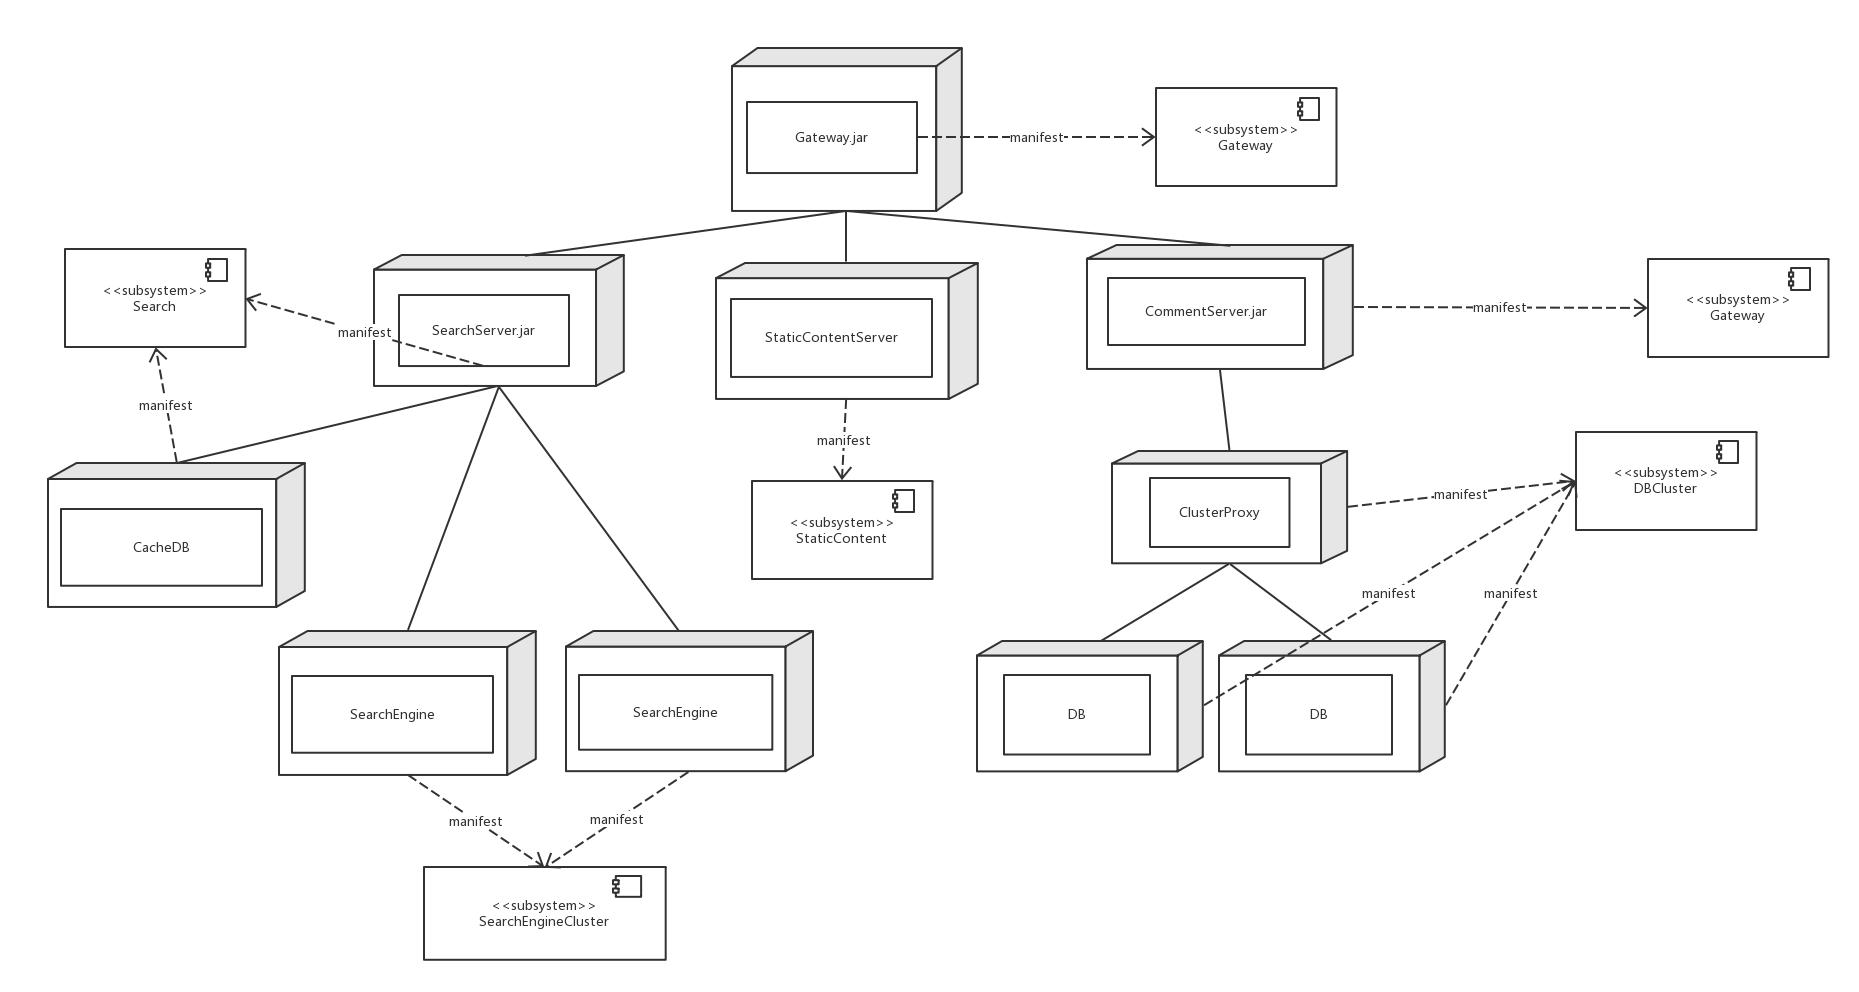 Gateway.jar
manifest
<<subsystem>>
Gateway
<<subsystem>>
Search
manifest
SearchServer.jar
StaticContentServer
CommentServer.jar
manifest
<<subsystem>>
Gateway
manifest
manifest
<<subsystem>>
StaticContent
ClusterProxy
manifest
<<subsystem>>
DBCluster
CacheDB
manifest
manifest
SearchEngine
SearchEngine
DB
DB
manifest
manifest
<<subsystem>>
SearchEngineCluster